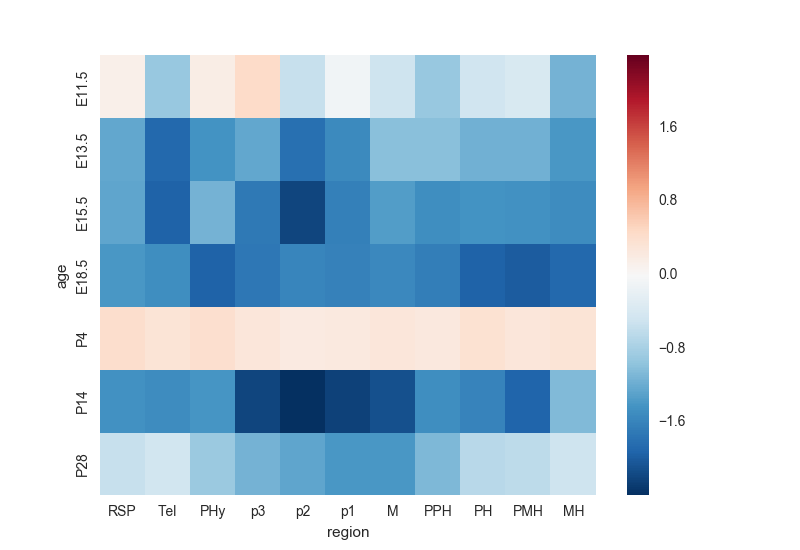 E11.5
E13.5
E15.5
E18.5
P4
P14
P28
age
RSP Tel PHy p3 p2 p1 M PPH PH PMH MH
region
1.6
0.8
0.0
−0.8
−1.6